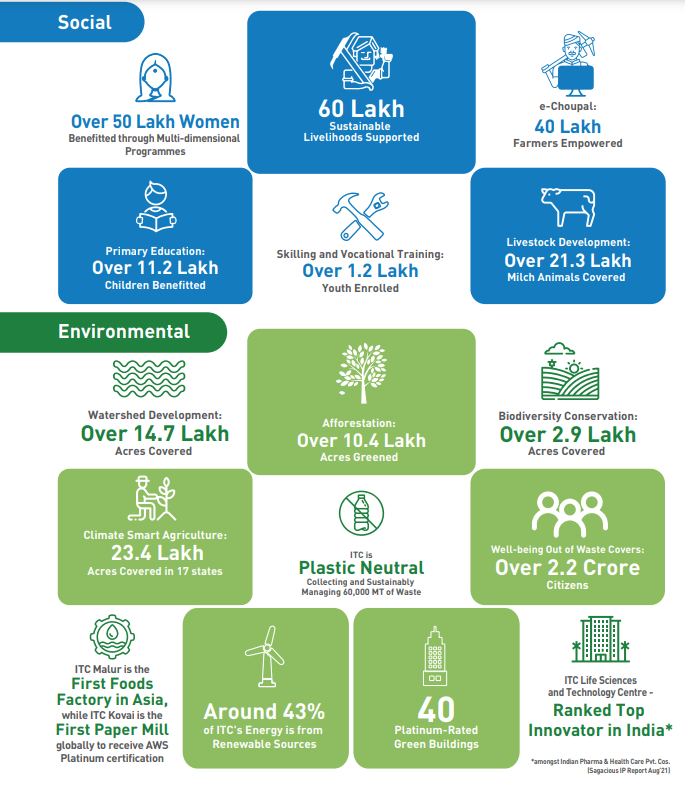 Social
Over 50 Lakh Women
Benefitted through Multi-dimensional
Programmes
60 Lakh
Sustainable
Livelihoods Supported
e-Choupal:
40 Lakh
Farmers Empowered
Primary Education:
Over 11.2 Lakh
Children Benefitted
Skilling and Vocational Training:
Over 1.2 Lakh
Youth Enrolled
Livestock Development:
Over 21.3 Lakh
Milch Animals Covered
Environmental
Watershed Development:
Over 14.7 Lakh
Acres Covered
Afforestation:
Over 10.4 Lakh
Acres Greened
Biodiversity Conservation:
Over 2.9 Lakh
Acres Covered
Climate Smart Agriculture:
23.4 Lakh
Acres Covered in 17 states
ITC is
Plastic Neutral
Collecting and Sustainably
Managing 60,000 MT of Waste
Well-being Out of Waste Covers:
Over 2.2 Crore
Citizens
ITC Malur is the
First Foods
Factory in Asia,
while ITC Kovai is the
First Paper Mill
globally to receive AWS
Platinum certification
Around 43%
of ITC's Energy is from
Renewable Sources
40
Platinum-Rated
Green Buildings
ITC Life Sciences
and Technology Centre -
Ranked Top
Innovator in India*
*amongst Indian Pharma & Health Care Pvt. Cos.
(Sagacious IP Report Aug'21)